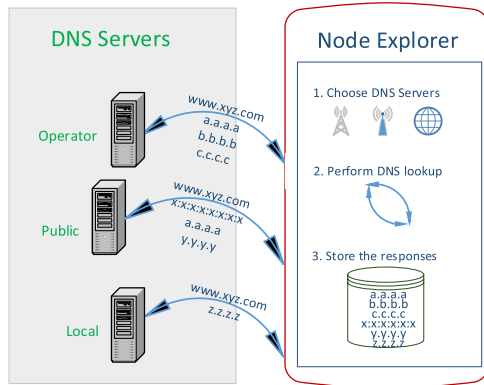 DNS Servers
Operator
www.xyz.com
a.a.a.a
b.b.b.b
c.c.c.c
Public
www.xyz.com
x:x:x:x:x:x:x:x
a.a.a.a
y.y.y.y
Local
www.xyz.com
z.z.z.z
Node Explorer
1. Choose DNS Servers
2. Perform DNS lookup
3. Store the responses
a.a.a.a
b.b.b.b
c.c.c.c
x:x:x:x:x:x
y.y.y.y
z.z.z.z